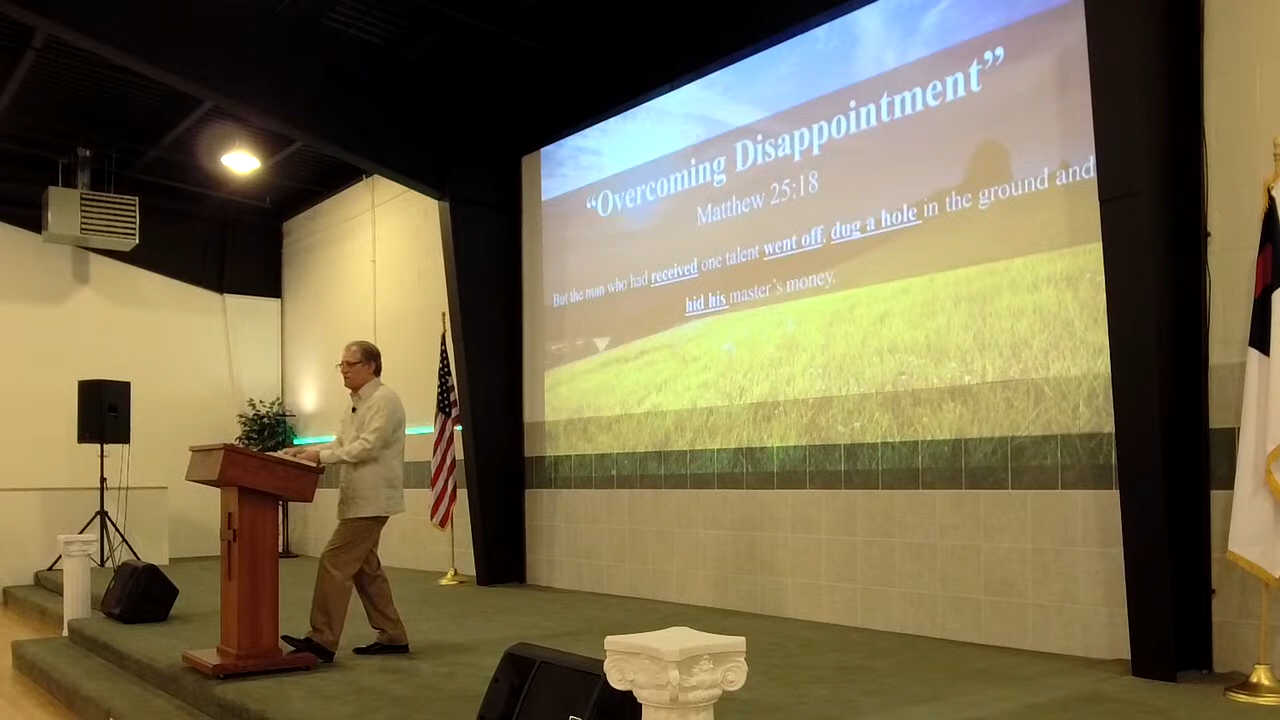 “Overcoming Disappointment”
Matthew 25:18
But the man who had received one talent went off, dug a hole in the ground and
hid his master’s money.